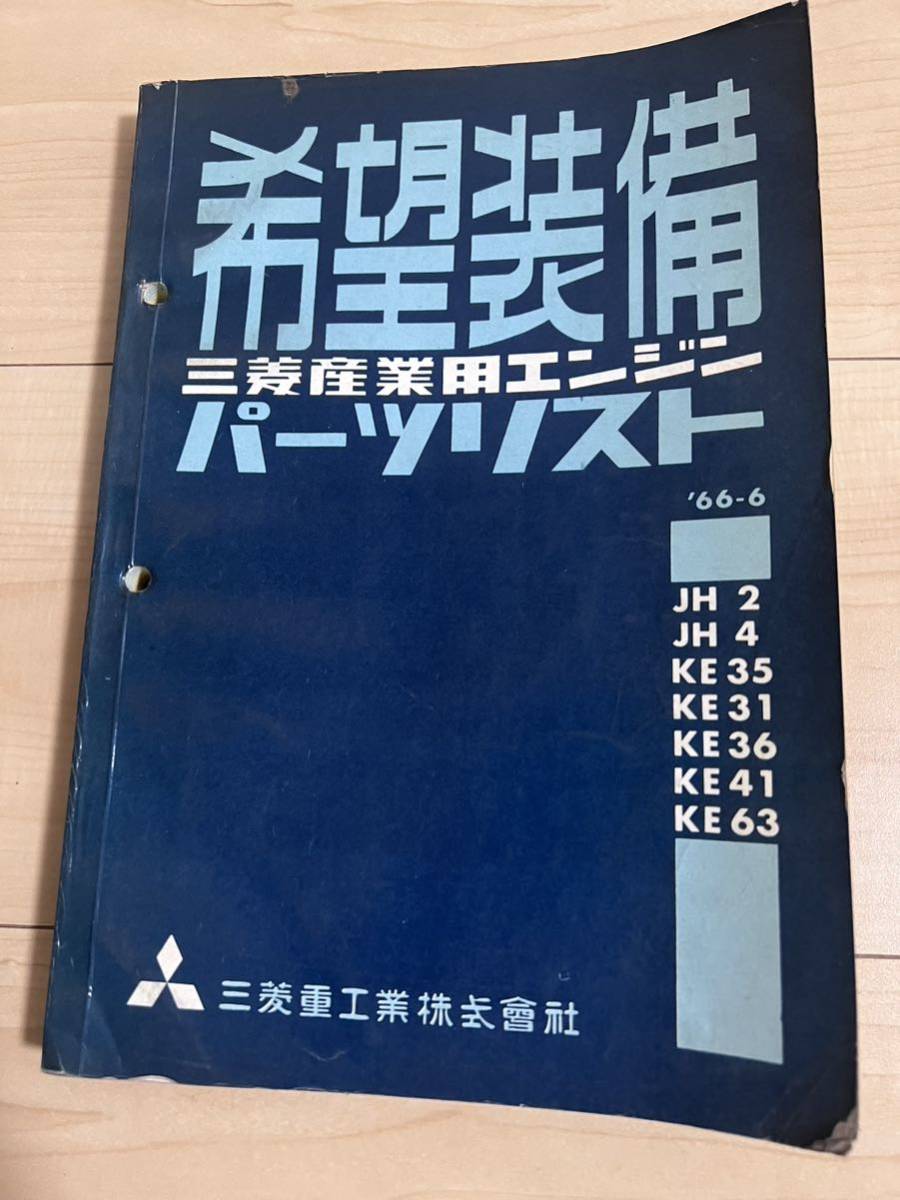 希望装備
三菱産業用エンジン
パーツリスト
'66-6
JH 2
JH 4
KE 35
KE 31
KE 36
KE 41
KE 63
三菱重工業株式會社